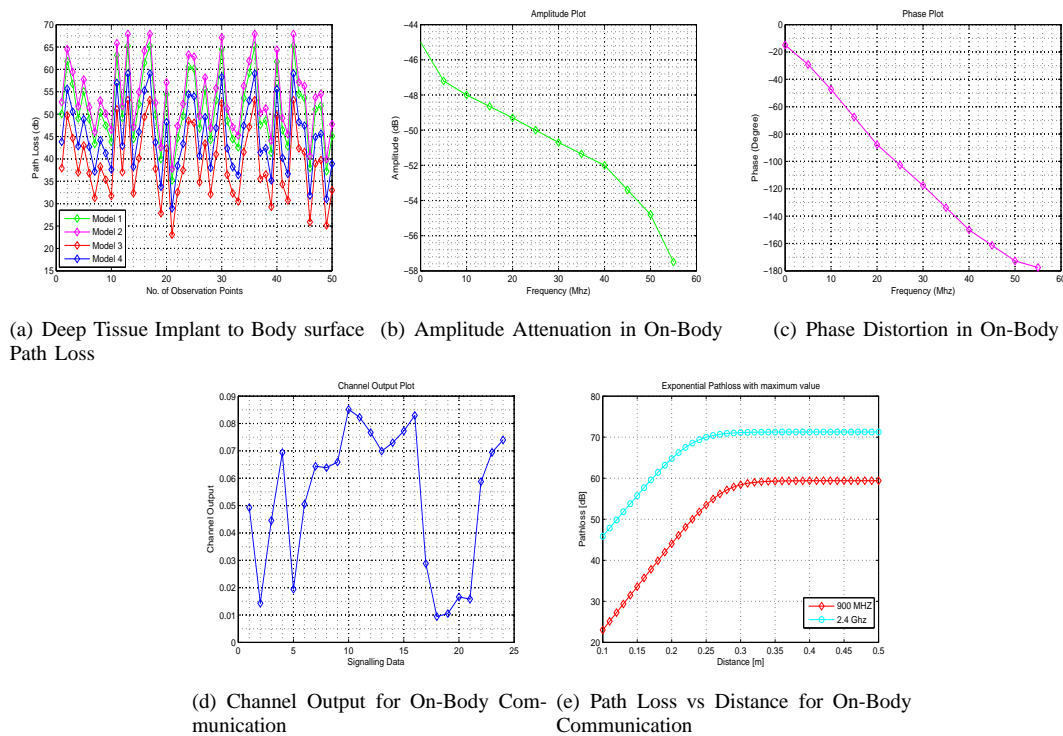 70
65
60
55
50
45
40
35
30
25
20
15
Path Loss (db)
Model 1
Model 2
Model 3
Model 4
0 10 20 30 40 50
No. of Observation Points
Amplitude Plot
-44
-46
-48
-50
-52
-54
-56
-58
Amplitude (dB)
0 10 20 30 40 50 60
Frequency (Mhz)
Phase Plot
0
-20
-40
-60
-80
-100
-120
-140
-160
-180
Phase (Degree)
0 10 20 30 40 50 60
Frequency (Mhz)
(a) Deep Tissue Implant to Body surface
Path Loss
(b) Amplitude Attenuation in On-Body
(c) Phase Distortion in On-Body
Channel Output Plot
0.09
0.08
0.07
0.06
0.05
0.04
0.03
0.02
0.01
0
Channel Output
0 5 10 15 20 25
Signalling Data
Exponential Pathloss with maximum value
80
70
60
50
40
30
20
Pathloss [dB]
900 MHZ
2.4 Ghz
0.1 0.15 0.2 0.25 0.3 0.35 0.4 0.45 0.5
Distance [m]
(d) Channel Output for On-Body Com-
munication
(e) Path Loss vs Distance for On-Body
Communication